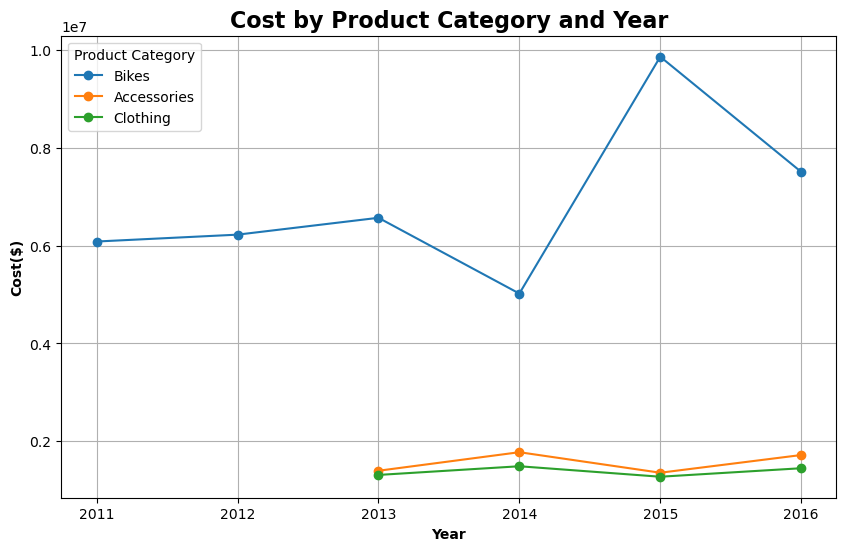 Cost by Product Category and Year
1e7
Product Category
Bikes
Accessories
Clothing
1.0
0.8
0.6
0.4
0.2
Cost($)
2011 2012 2013 2014 2015 2016
Year